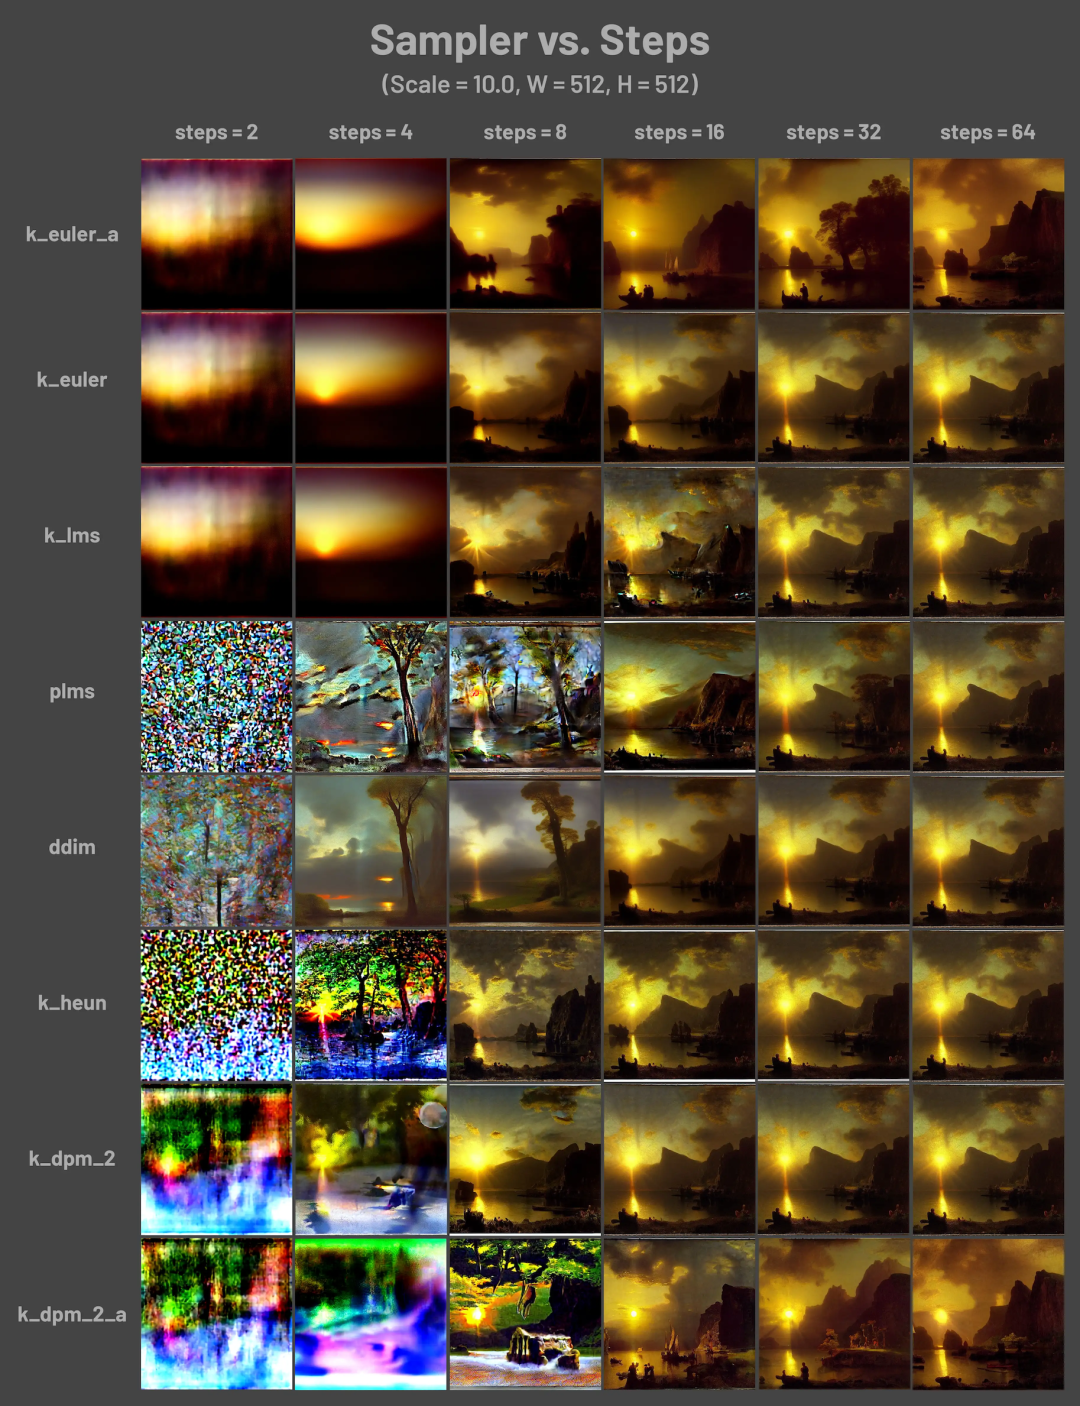 Sampler vs. Steps
(Scale = 10.0, W = 512, H = 512)
steps = 2 steps = 4 steps = 8 steps = 16 steps = 32 steps = 64
k_euler_a
k_euler
k_lms
plms
ddim
k_heun
k_dpm_2
k_dpm_2_a